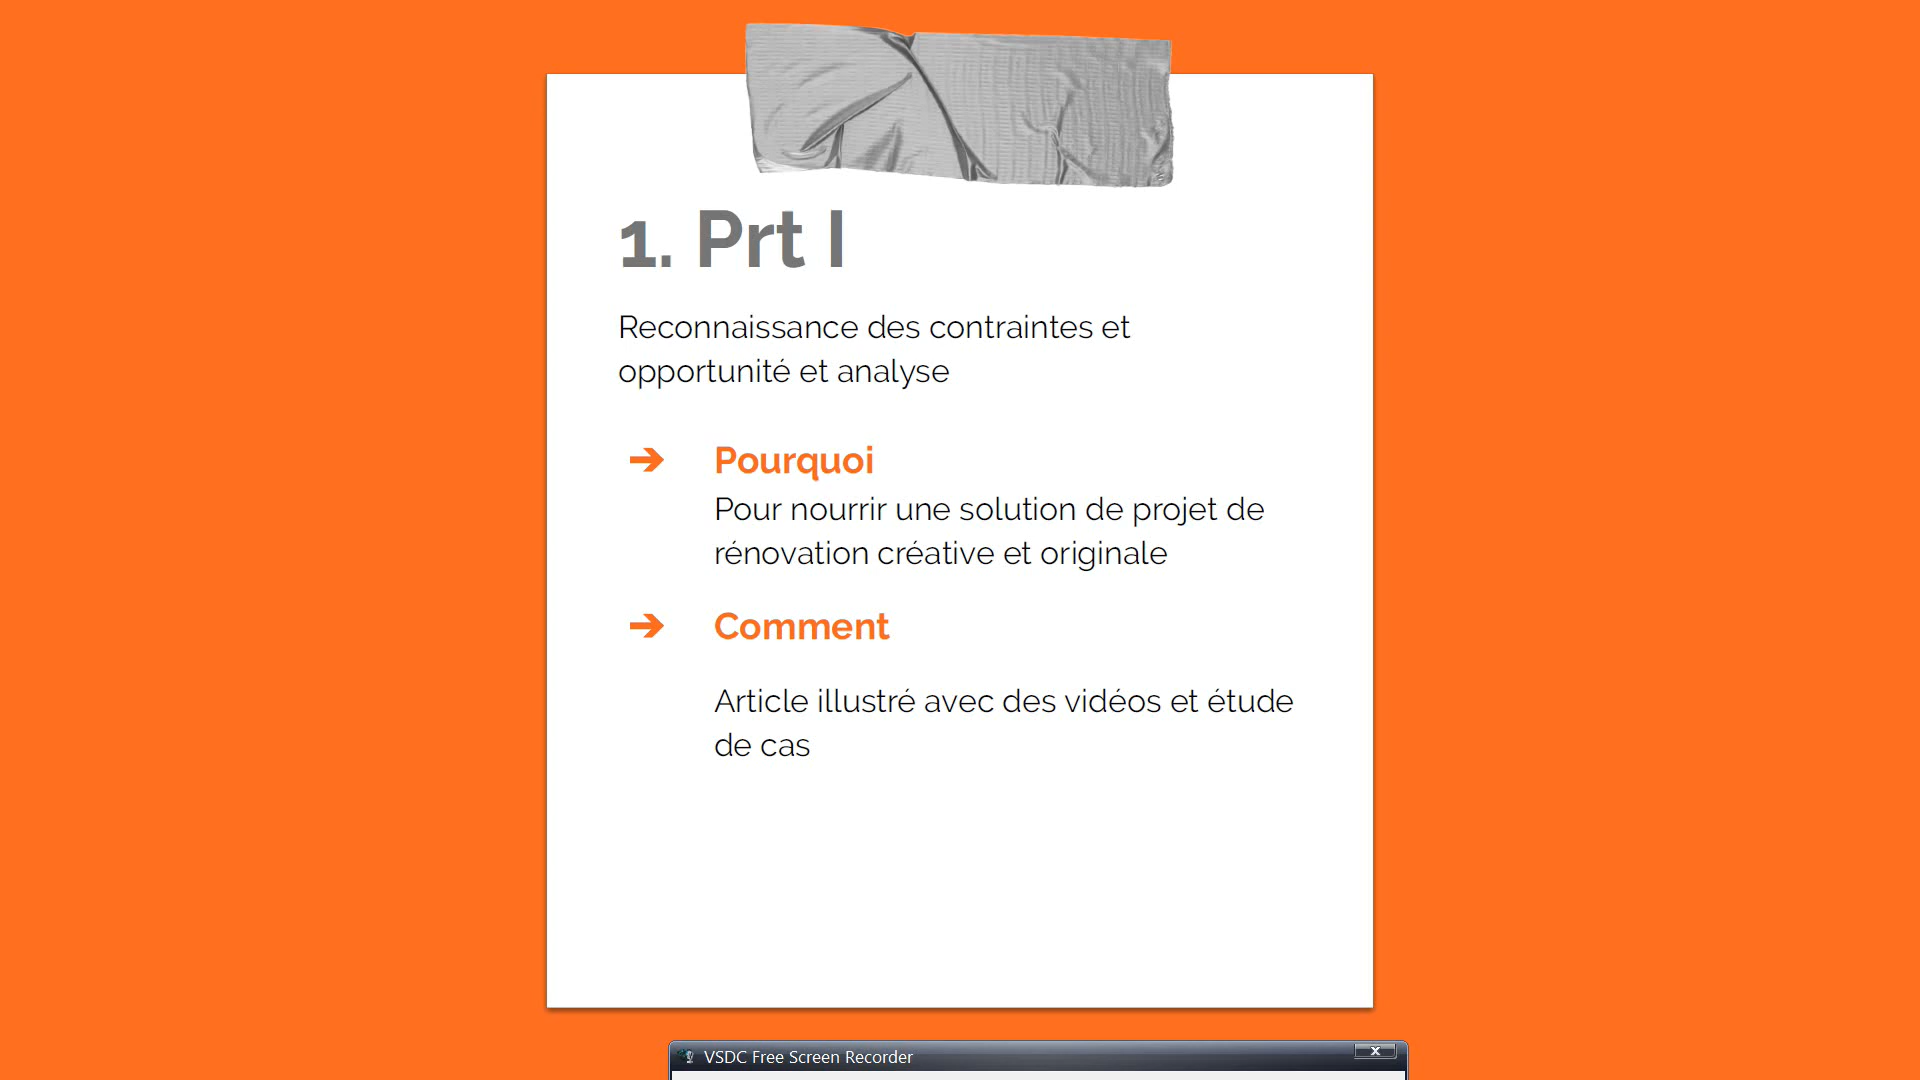 1. Prt I
Reconnaissance des contraintes et
opportunité et analyse
➔ Pourquoi
Pour nourrir une solution de projet de
rénovation créative et originale
➔ Comment
Article illustré avec des vidéos et étude
de cas
VSDC Free Screen Recorder